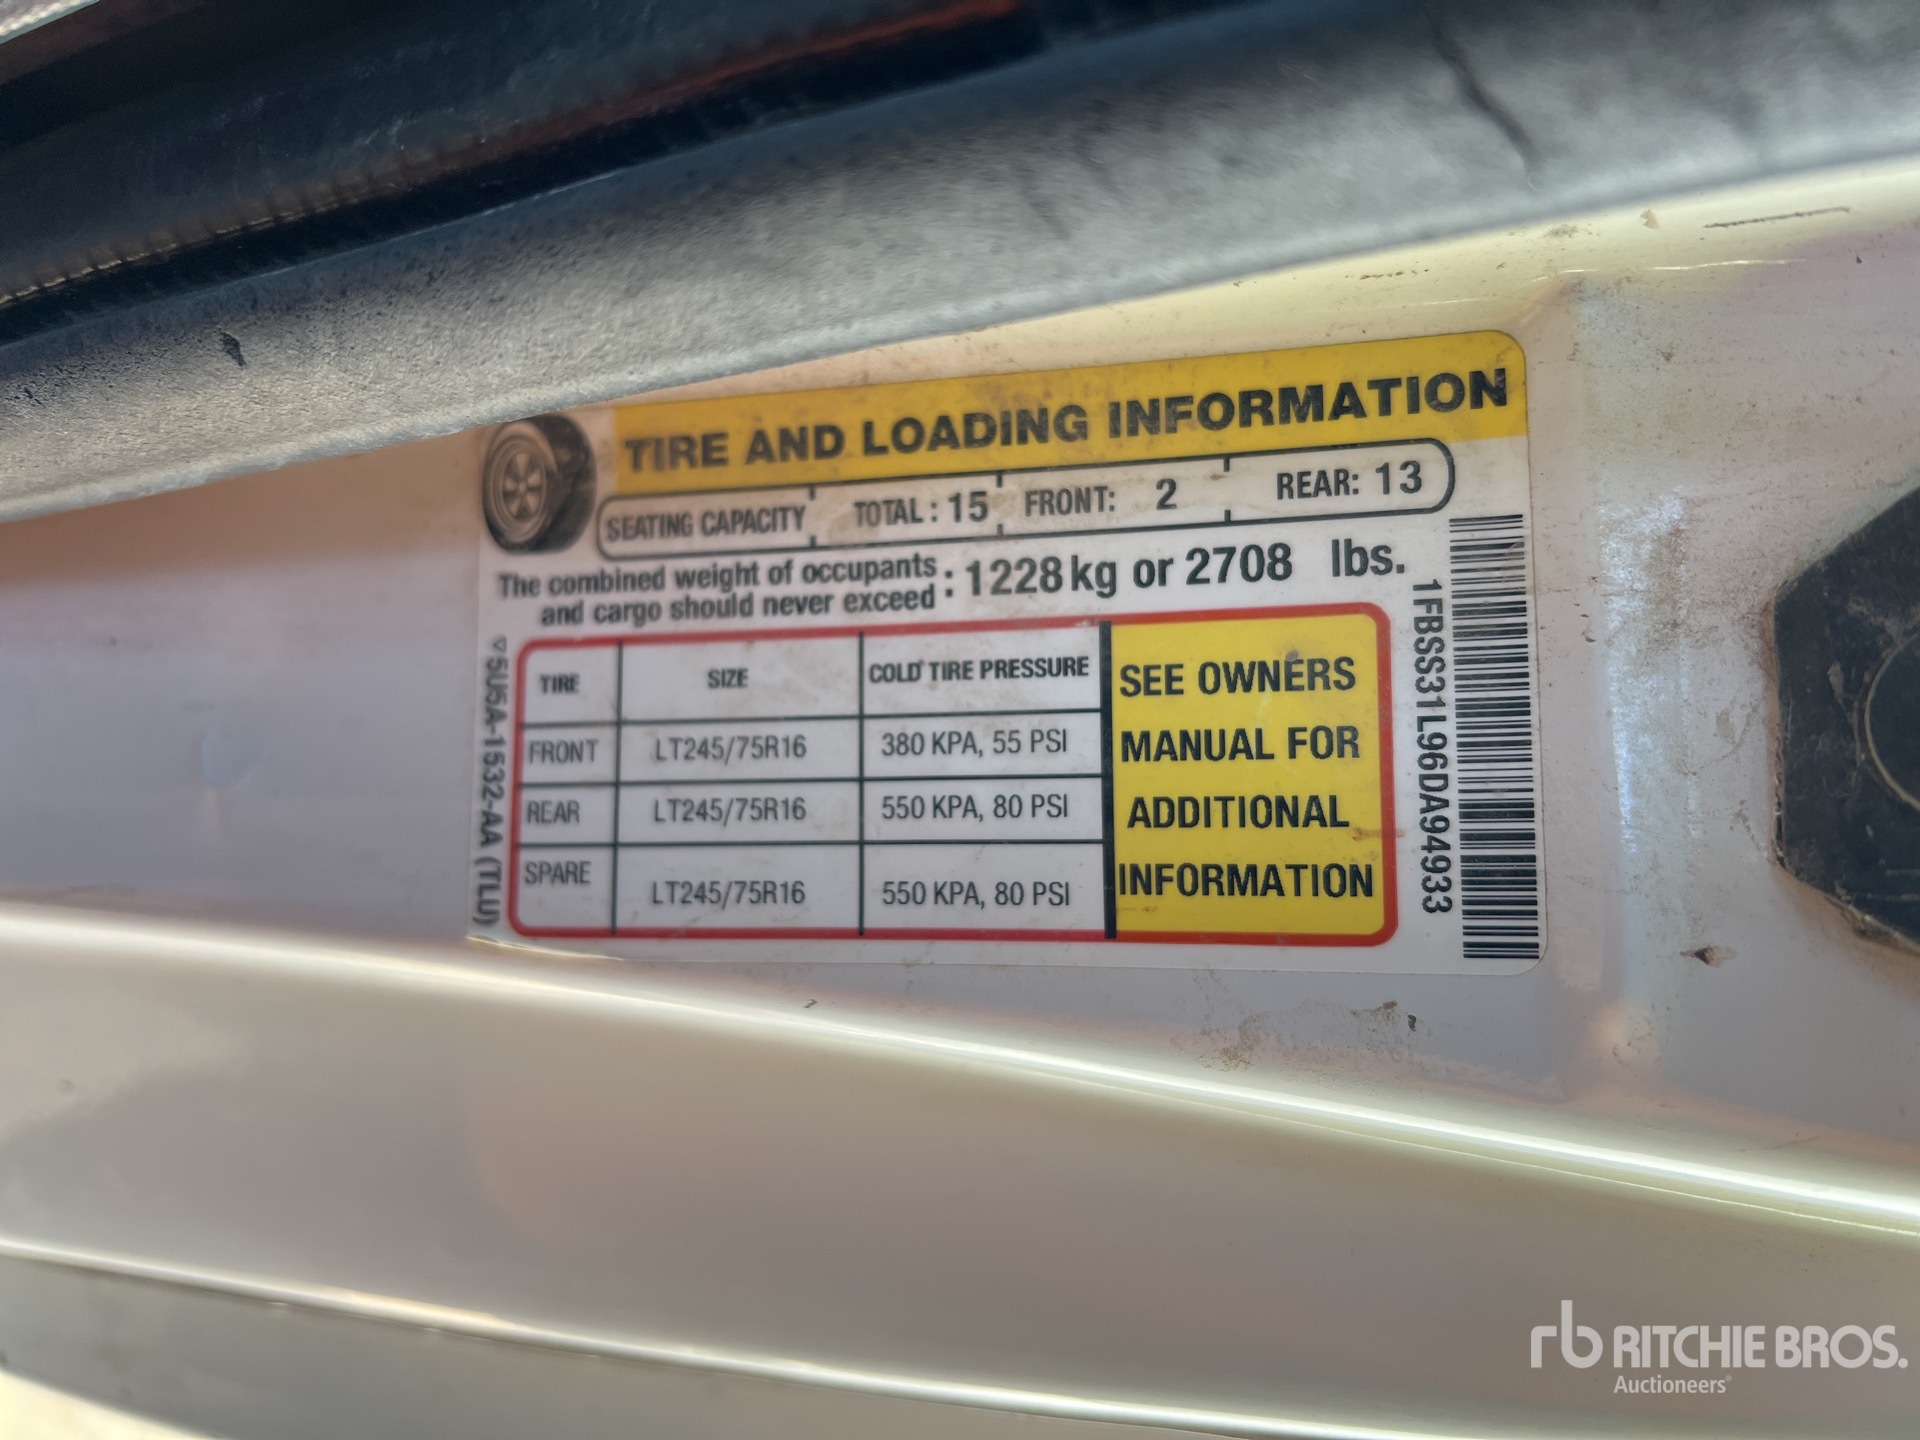 TIRE AND LOADING INFORMATION
SEATING CAPACITY TOTAL: 15 FRONT: 2 REAR: 13
The combined weight of occupants
and cargo should never exceed : 1228 kg or 2708 lbs.
TIRE SIZE COLD TIRE PRESSURE
FRONT LT245/75R16 380 KPA, 55 PSI
REAR LT245/75R16 550 KPA, 80 PSI
SPARE LT245/75R16 550 KPA, 80 PSI
SEE OWNERS
MANUAL FOR
ADDITIONAL
INFORMATION
5U5A-1532-AA (TLU)
1FBSS31L96DA94933
rb RITCHIE BROS.
Auctioneers